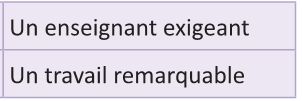 Un enseignant exigeant
Un travail remarquable